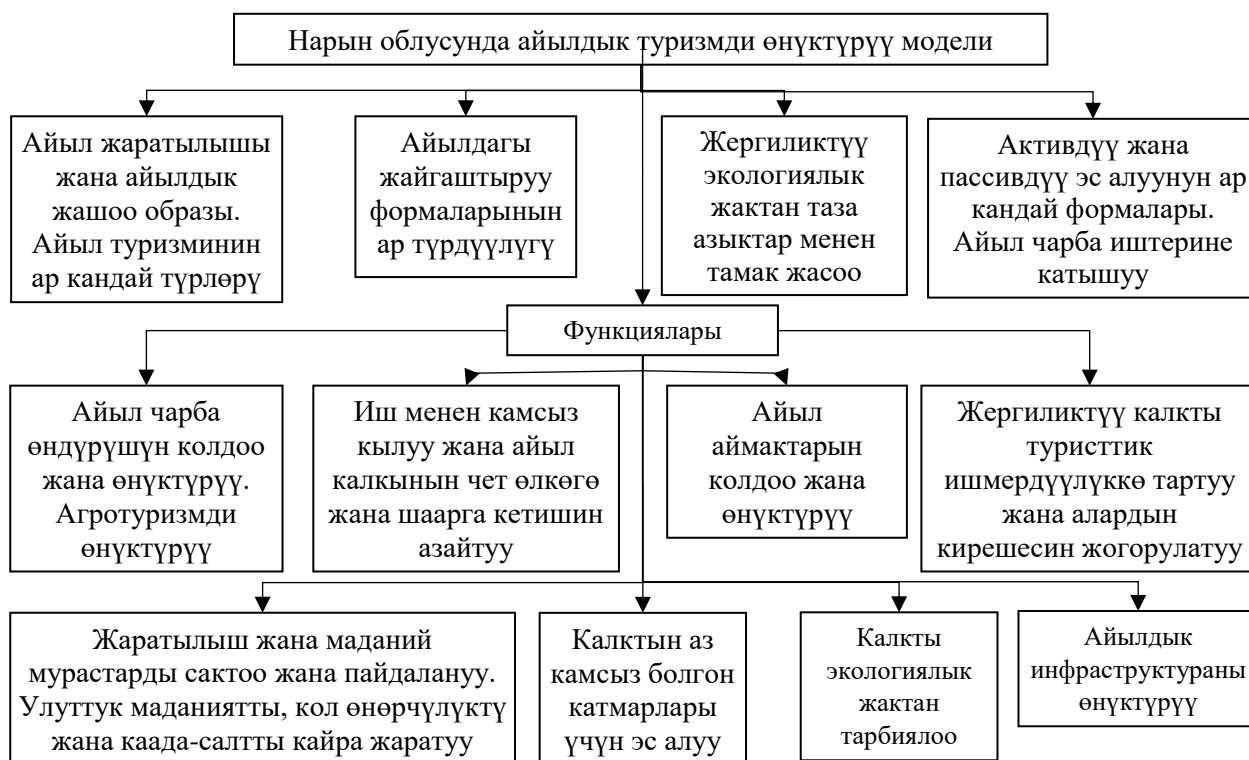 Нарын облусунда айылдык туризмди өнүктүрүү модели
Айыл жаратылышы
жана айылдык
жашоо образы.
Айыл туризминин
ар кандай түрлөрү
Айылдагы
жайгаштыруу
формаларынын
ар түрдүүлүгү
Жергиликтүү
экологиялык
жактан таза
азыктар менен
тамак жасоо
Активдүү жана
пассивдүү эс алуунун ар
кандай формалары.
Айыл чарба иштерине
катышуу
Функциялары
Айыл чарба
өндүрүшүн колдоо
жана өнүктүрүү.
Агротуризмди
өнүктүрүү
Иш менен камсыз
кылуу жана айыл
калкынын чет өлкөгө
жана шаарга кетишин
азайтуу
Айыл
аймактарын
колдоо жана
өнүктүрүү
Жергиликтүү калкты
туристтик
ишмердүүлүккө тартуу
жана алардын
кирешесин жогорулатуу
Жаратылыш жана маданий
мурастарды сактоо жана пайдалануу.
Улуттук маданиятты, кол өнөрчүлүктү
жана каада-салтты кайра жаратуу
Калктын аз
камсыз болгон
катмарлары
үчүн эс алуу
Калкты
экологиялык
жактан
тарбиялоо
Айылдык
инфраструктураны
өнүктүрүү